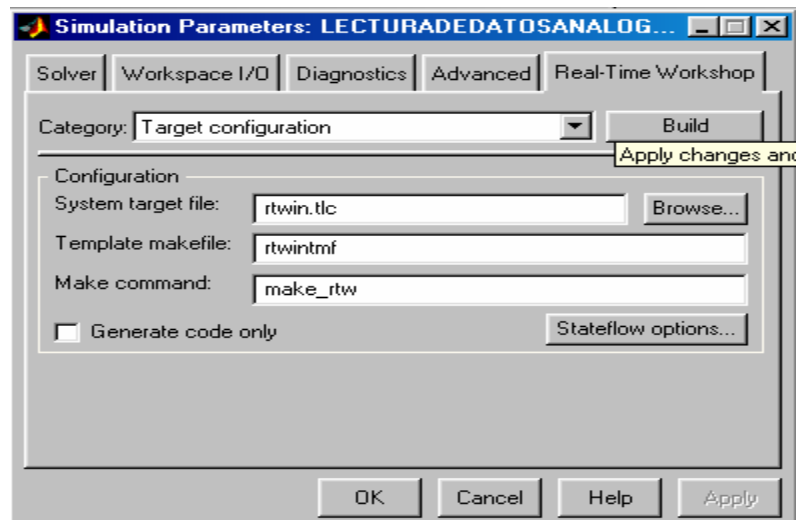 Simulation Parameters: LECTURADEDATOSANALOG...
Solver Workspace I/O Diagnostics Advanced Real-Time Workshop
Category: Target configuration Build
Apply changes and
Configuration
System target file: rtwin.tlc Browse...
Template makefile: rtwintmf
Make command: make_rtw
Generate code only Stateflow options...
OK Cancel Help Apply